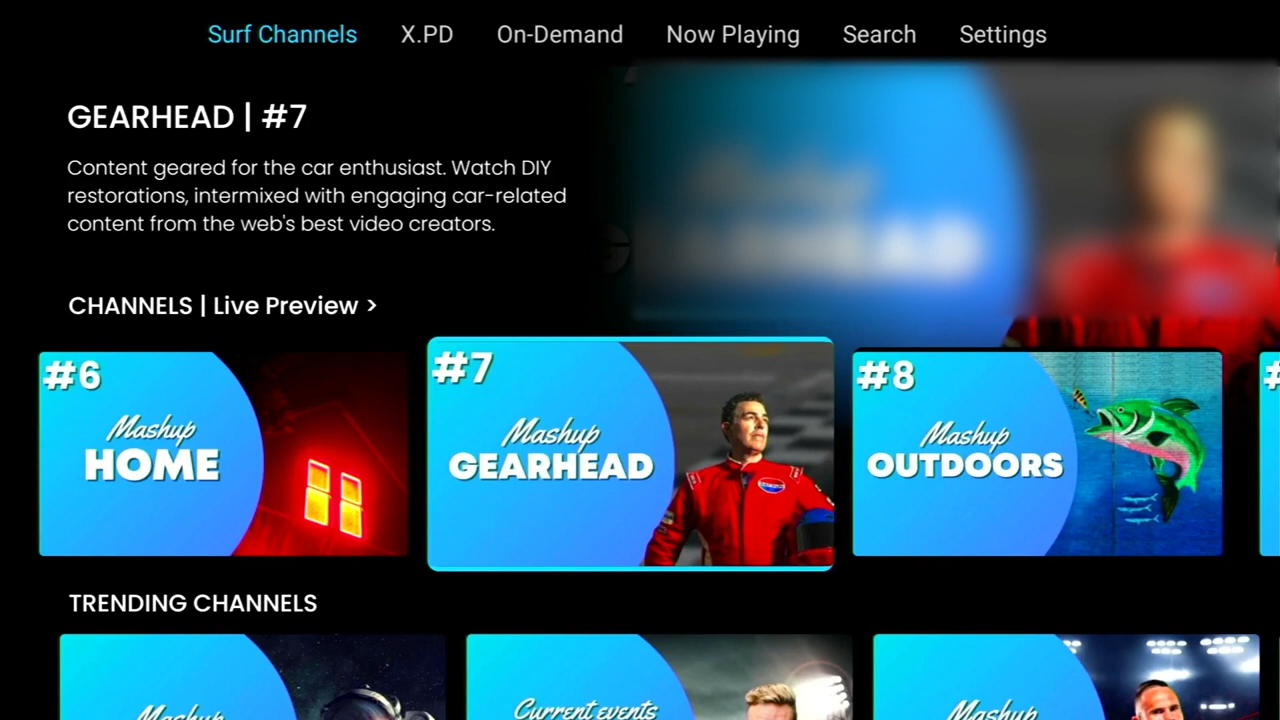 Surf Channels X.PD On-Demand Now Playing Search Settings
GEARHEAD | #7
Content geared for the car enthusiast. Watch DIY
restorations, intermixed with engaging car-related
content from the web's best video creators.
CHANNELS | Live Preview >
#6
Mashup
HOME
#7
Mashup
GEARHEAD
#8
Mashup
OUTDOORS
#
TRENDING CHANNELS
Mashup
Current events
Mashup